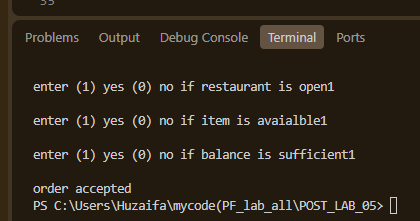 35
Problems Output Debug Console Terminal Ports
enter (1) yes (0) no if restaurant is open1
enter (1) yes (0) no if item is avaialble1
enter (1) yes (0) no if balance is sufficient1
order accepted
PS C:\Users\Huzaifa\mycode(PF_lab_all\POST_LAB_05>